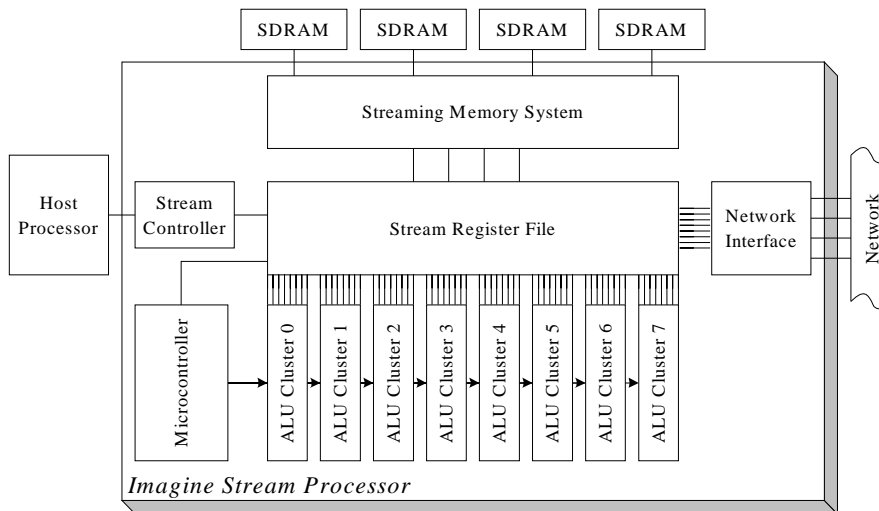 SDRAM
SDRAM
SDRAM
SDRAM
Streaming Memory System
Host
Processor
Stream
Controller
Stream Register File
Network
Interface
Network
Microcontroller
ALU Cluster 0
ALU Cluster 1
ALU Cluster 2
ALU Cluster 3
ALU Cluster 4
ALU Cluster 5
ALU Cluster 6
ALU Cluster 7
Imagine Stream Processor